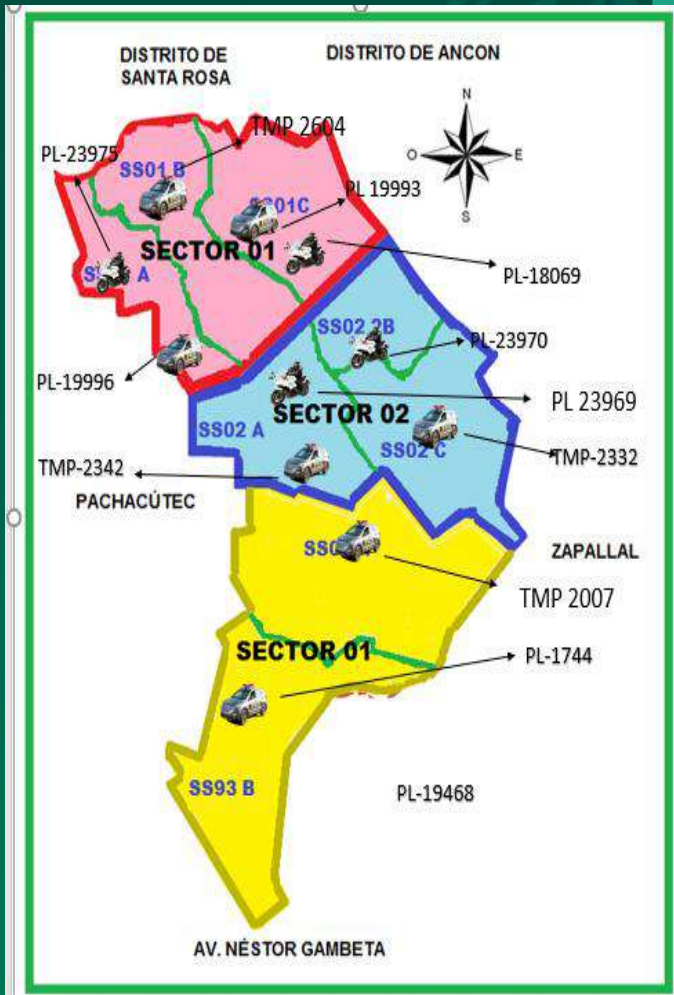 DISTRITO DE
SANTA ROSA
DISTRITO DE ANCON
N
O
E
S
TMP 2604
PL-23975
SS01 B
PL 19993
SS01C
SECTOR 01
A
PL-18069
SS02 2B
PL-23970
PL-19996
PL 23969
SECTOR 02
SS02 A
SS02 C
TMP-2342
TMP-2332
PACHACÚTEC
ZAPALLAL
TMP 2007
SECTOR 01
PL-1744
SS93 B
PL-19468
AV. NÉSTOR GAMBETA